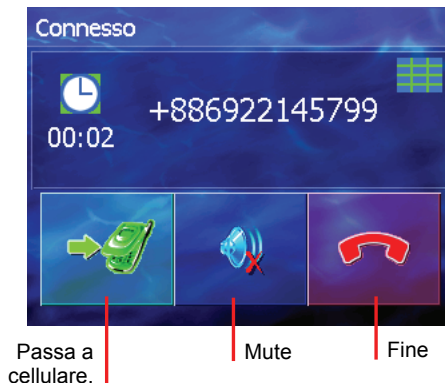 Connesso
+886922145799
00:02
Passa a
cellulare.
Mute
Fine